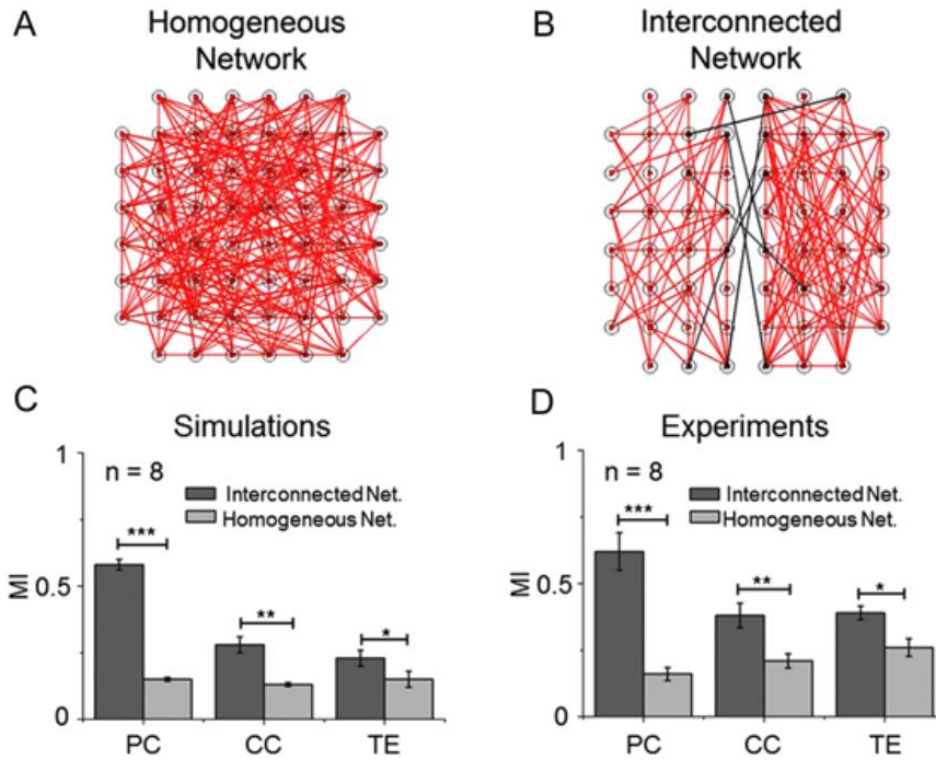 A
Homogeneous
Network
B
Interconnected
Network
C
Simulations
1
n = 8
Interconnected Net.
Homogeneous Net.
***
0.5
MI
**
*
0
PC
CC
TE
D
Experiments
1
n = 8
Interconnected Net.
Homogeneous Net.
***
0.5
MI
**
*
0
PC
CC
TE